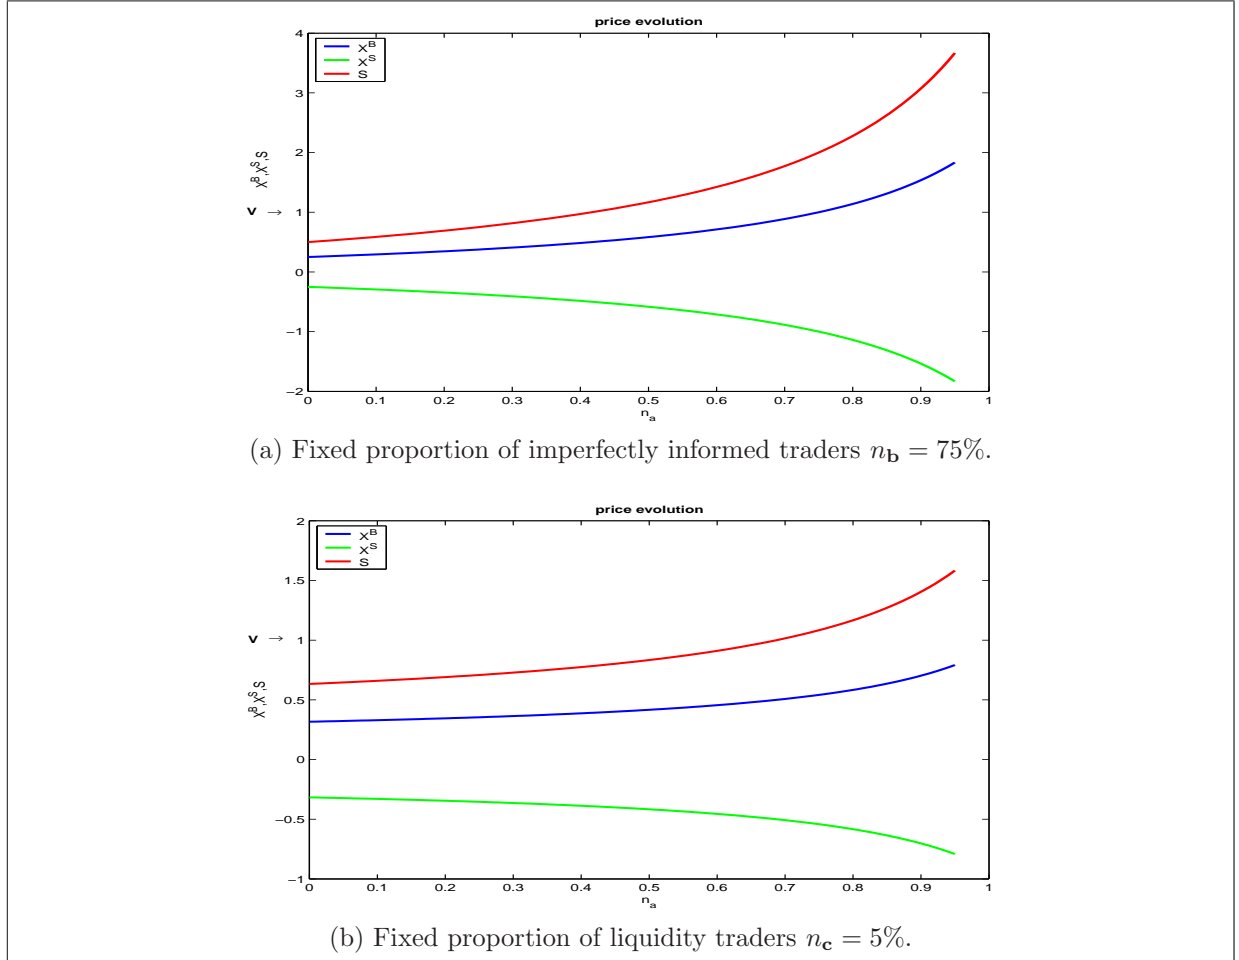 price evolution
4
X^B
X^S
S
3
2
X^B,X^S,S
v → 1
0
−1
−2
0 0.1 0.2 0.3 0.4 0.5 0.6 0.7 0.8 0.9 1
n_a
(a) Fixed proportion of imperfectly informed traders n_b = 75%.
price evolution
2
X^B
X^S
S
1.5
v → 1
X^B,X^S,S
0.5
0
−0.5
−1
0 0.1 0.2 0.3 0.4 0.5 0.6 0.7 0.8 0.9 1
n_a
(b) Fixed proportion of liquidity traders n_c = 5%.